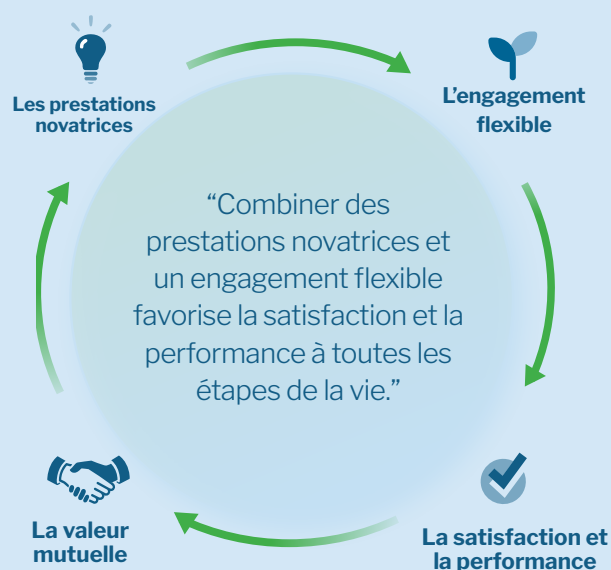 Les prestations
novatrices
L'engagement
flexible
“Combiner des
prestations novatrices et
un engagement flexible
favorise la satisfaction et la
performance à toutes les
étapes de la vie.”
La valeur
mutuelle
La satisfaction et
la performance